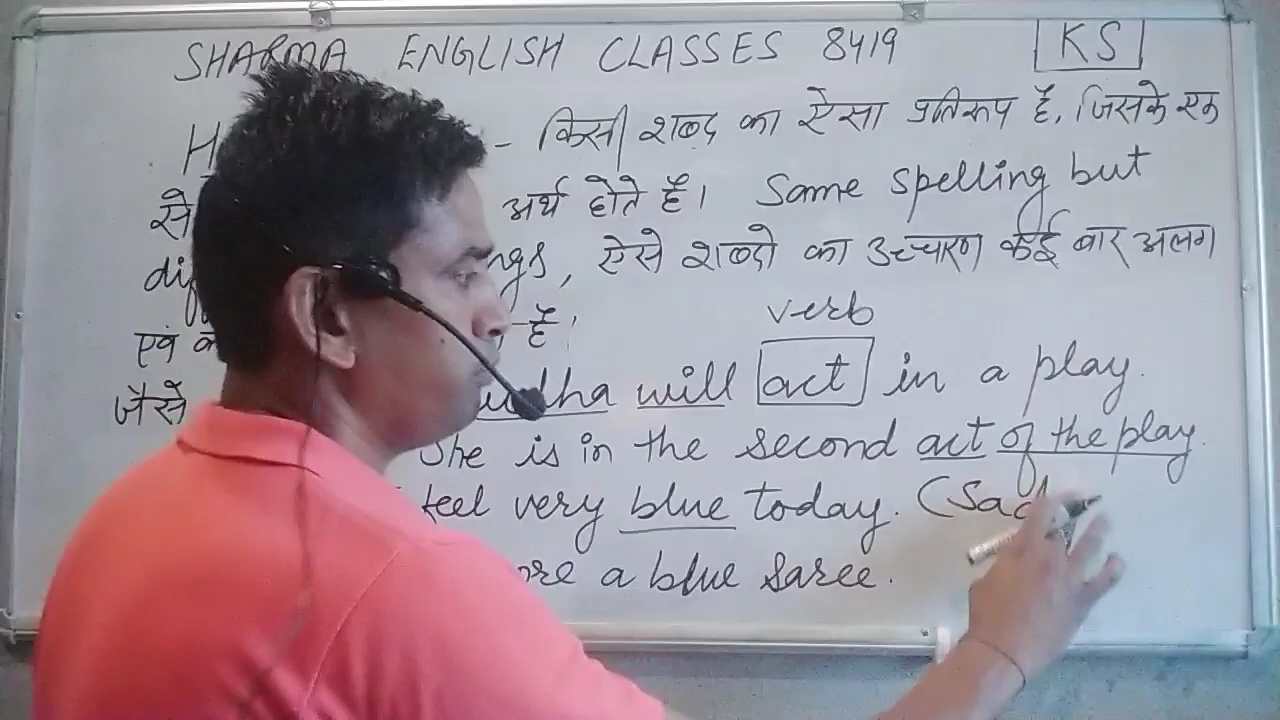 SHARMA ENGLISH CLASSES 8419 KS
- किसी शब्द का ऐसा प्रतिरूप है, जिसके एक
से अर्थ होते हैं। Same spelling but
ऐसे शब्दो का उच्चारण कई बार अलग
एवं है।
verb
जैसे will act in a play.
She is in the second act of the play.
feel very blue today. (Sad
a blue saree.